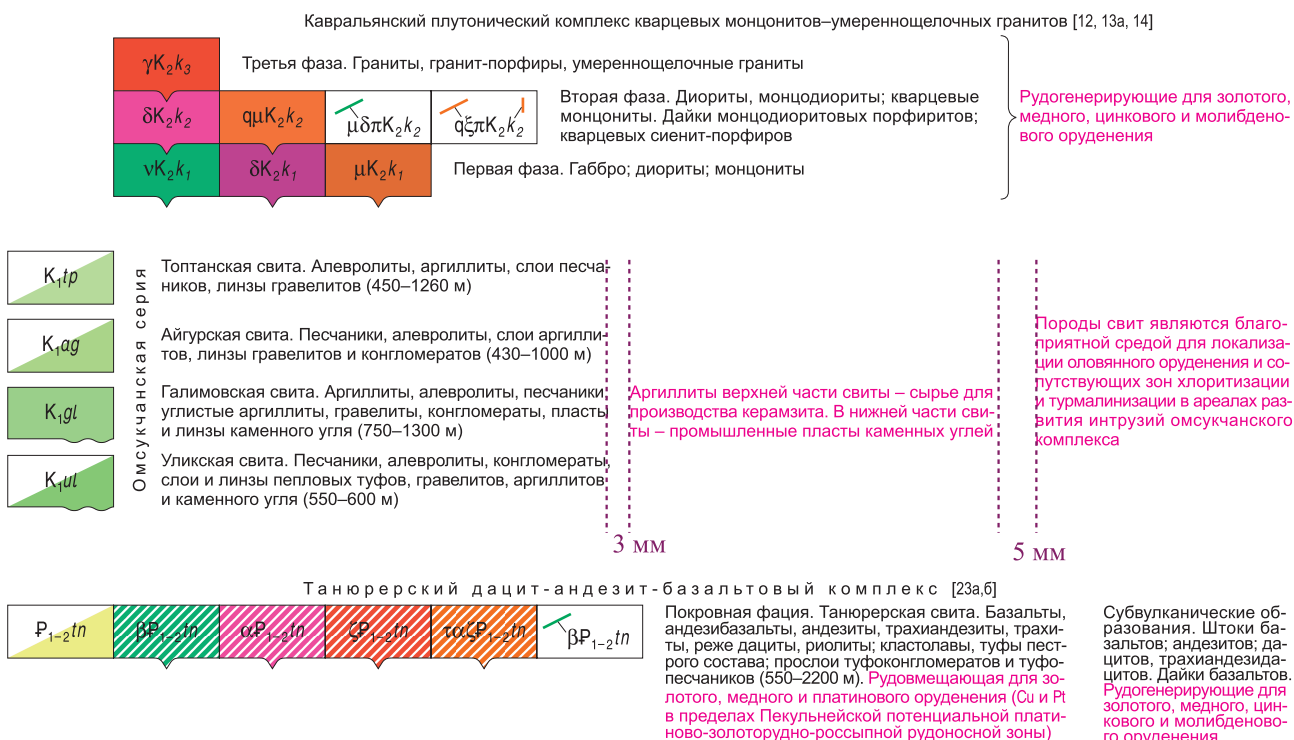 Кавральянский плутонический комплекс кварцевых монцонитов–умереннощелочных гранитов [12, 13а, 14]
γK₂k₃
Третья фаза. Граниты, гранит-порфиры, умереннощелочные граниты
δK₂k₂
qμK₂k₂
μδπK₂k₂
qξπK₂k₂
Вторая фаза. Диориты, монцодиориты; кварцевые
монцониты. Дайки монцодиоритовых порфиритов;
кварцевых сиенит-порфиров
νK₂k₁
δK₂k₁
μK₂k₁
Первая фаза. Габбро; диориты; монцониты
Рудогенерирующие для золотого,
медного, цинкового и молибдено-
вого оруденения
Омсукчанская серия
K₁tp
Топтанская свита. Алевролиты, аргиллиты, слои песча-
ников, линзы гравелитов (450–1260 м)
K₁ag
Айгурская свита. Песчаники, алевролиты, слои аргилли-
тов, линзы гравелитов и конгломератов (430–1000 м)
K₁gl
Галимовская свита. Аргиллиты, алевролиты, песчаники,
углистые аргиллиты, гравелиты, конгломераты, пласты
и линзы каменного угля (750–1300 м)
K₁ul
Уликская свита. Песчаники, алевролиты, конгломераты,
слои и линзы пепловых туфов, гравелитов, аргиллитов
и каменного угля (550–600 м)
Аргиллиты верхней части свиты – сырье для
производства керамзита. В нижней части сви-
ты – промышленные пласты каменных углей
Породы свит являются благо-
приятной средой для локализа-
ции оловянного оруденения и со-
путствующих зон хлоритизации
и турмалинизации в ареалах раз-
вития интрузий омсукчанского
комплекса
3 мм
5 мм
Танюрерский дацит-андезит-базальтовый комплекс [23а,б]
₽₁₋₂tn
β₽₁₋₂tn
α₽₁₋₂tn
ζ₽₁₋₂tn
ταζ₽₁₋₂tn
β₽₁₋₂tn
Покровная фация. Танюрерская свита. Базальты,
андезибазальты, андезиты, трахиандезиты, трахи-
ты, реже дациты, риолиты; кластолавы, туфы пест-
рого состава; прослои туфоконгломератов и туфо-
песчаников (550–2200 м). Рудовмещающая для зо-
лотого, медного и платинового оруденения (Cu и Pt
в пределах Пекульнейской потенциальной плати-
ново-золоторудно-россыпной рудоносной зоны)
Субвулканические об-
разования. Штоки ба-
зальтов; андезитов; да-
цитов, трахиандезида-
цитов. Дайки базальтов.
Рудогенерирующие для
золотого, медного, цин-
кового и молибденово-
го оруденения